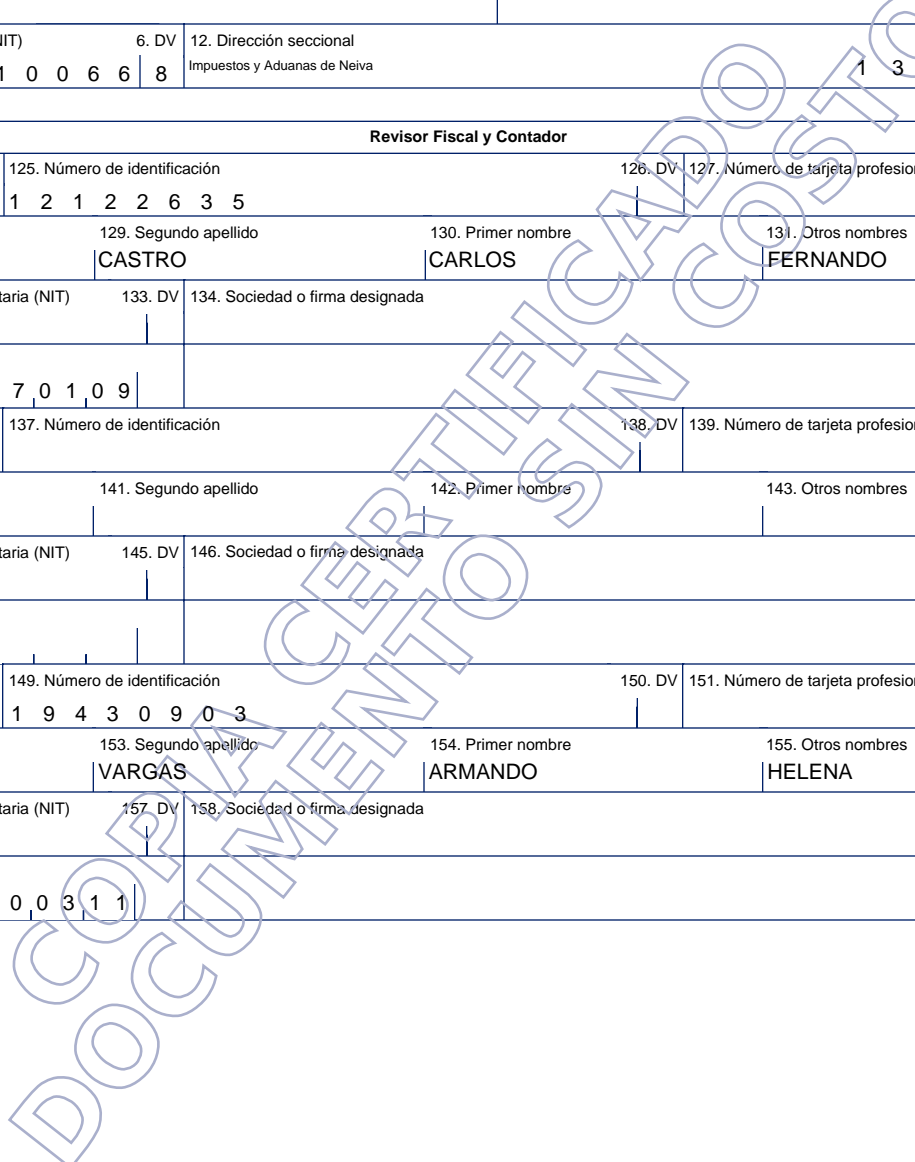 NIT) 6. DV 12. Dirección seccional
1 0 0 6 6 8 Impuestos y Aduanas de Neiva 1 3
Revisor Fiscal y Contador
125. Número de identificación 126. DV 127. Número de tarjeta profesion
1 2 1 2 2 6 3 5
129. Segundo apellido 130. Primer nombre 131. Otros nombres
CASTRO CARLOS FERNANDO
taria (NIT) 133. DV 134. Sociedad o firma designada
7 0 1 0 9
137. Número de identificación 138. DV 139. Número de tarjeta profesion
141. Segundo apellido 142. Primer nombre 143. Otros nombres
taria (NIT) 145. DV 146. Sociedad o firma designada
149. Número de identificación 150. DV 151. Número de tarjeta profesion
1 9 4 3 0 9 0 3
153. Segundo apellido 154. Primer nombre 155. Otros nombres
VARGAS ARMANDO HELENA
taria (NIT) 157. DV 158. Sociedad o firma designada
0 0 3 1 1
COPIA CERTIFICADO
DOCUMENTO SIN COSTO